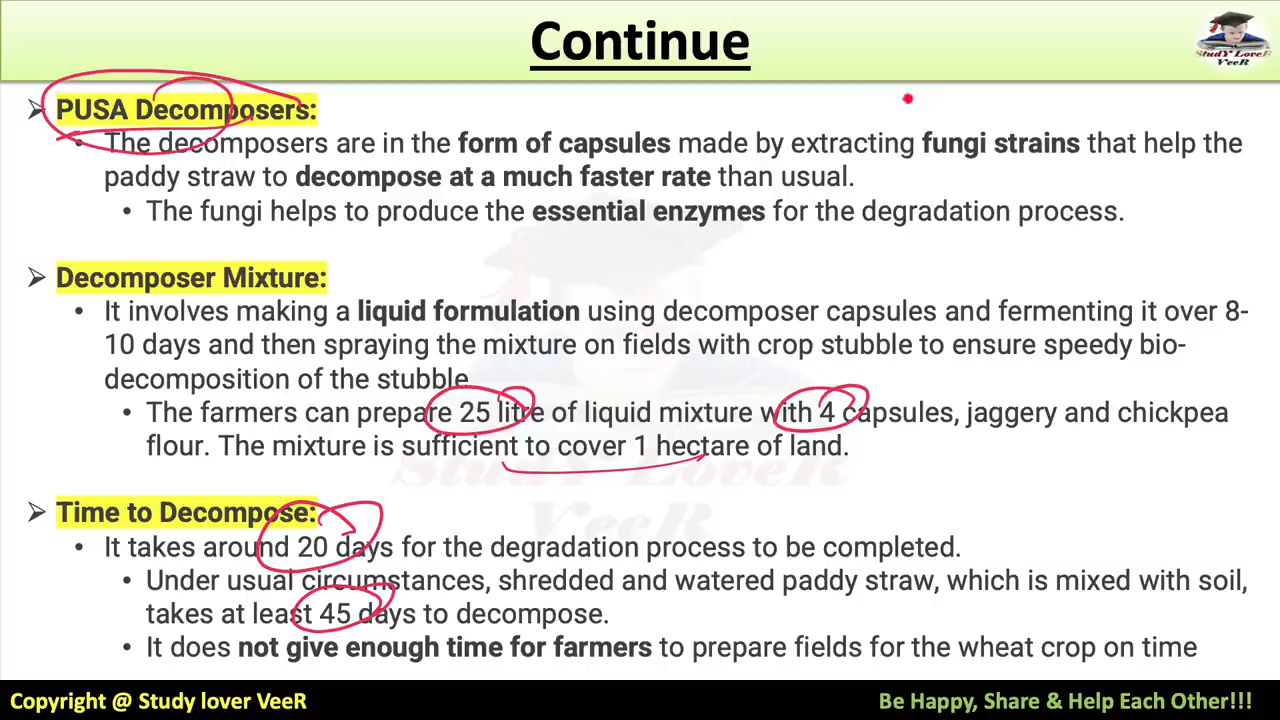 Continue
StudY LoveR
VeeR
➢ PUSA Decomposers:
• The decomposers are in the form of capsules made by extracting fungi strains that help the
paddy straw to decompose at a much faster rate than usual.
• The fungi helps to produce the essential enzymes for the degradation process.
➢ Decomposer Mixture:
• It involves making a liquid formulation using decomposer capsules and fermenting it over 8-
10 days and then spraying the mixture on fields with crop stubble to ensure speedy bio-
decomposition of the stubble.
• The farmers can prepare 25 litre of liquid mixture with 4 capsules, jaggery and chickpea
flour. The mixture is sufficient to cover 1 hectare of land.
StudY LoveR
VeeR
➢ Time to Decompose:
• It takes around 20 days for the degradation process to be completed.
• Under usual circumstances, shredded and watered paddy straw, which is mixed with soil,
takes at least 45 days to decompose.
• It does not give enough time for farmers to prepare fields for the wheat crop on time
Copyright @ Study lover VeeR
Be Happy, Share & Help Each Other!!!